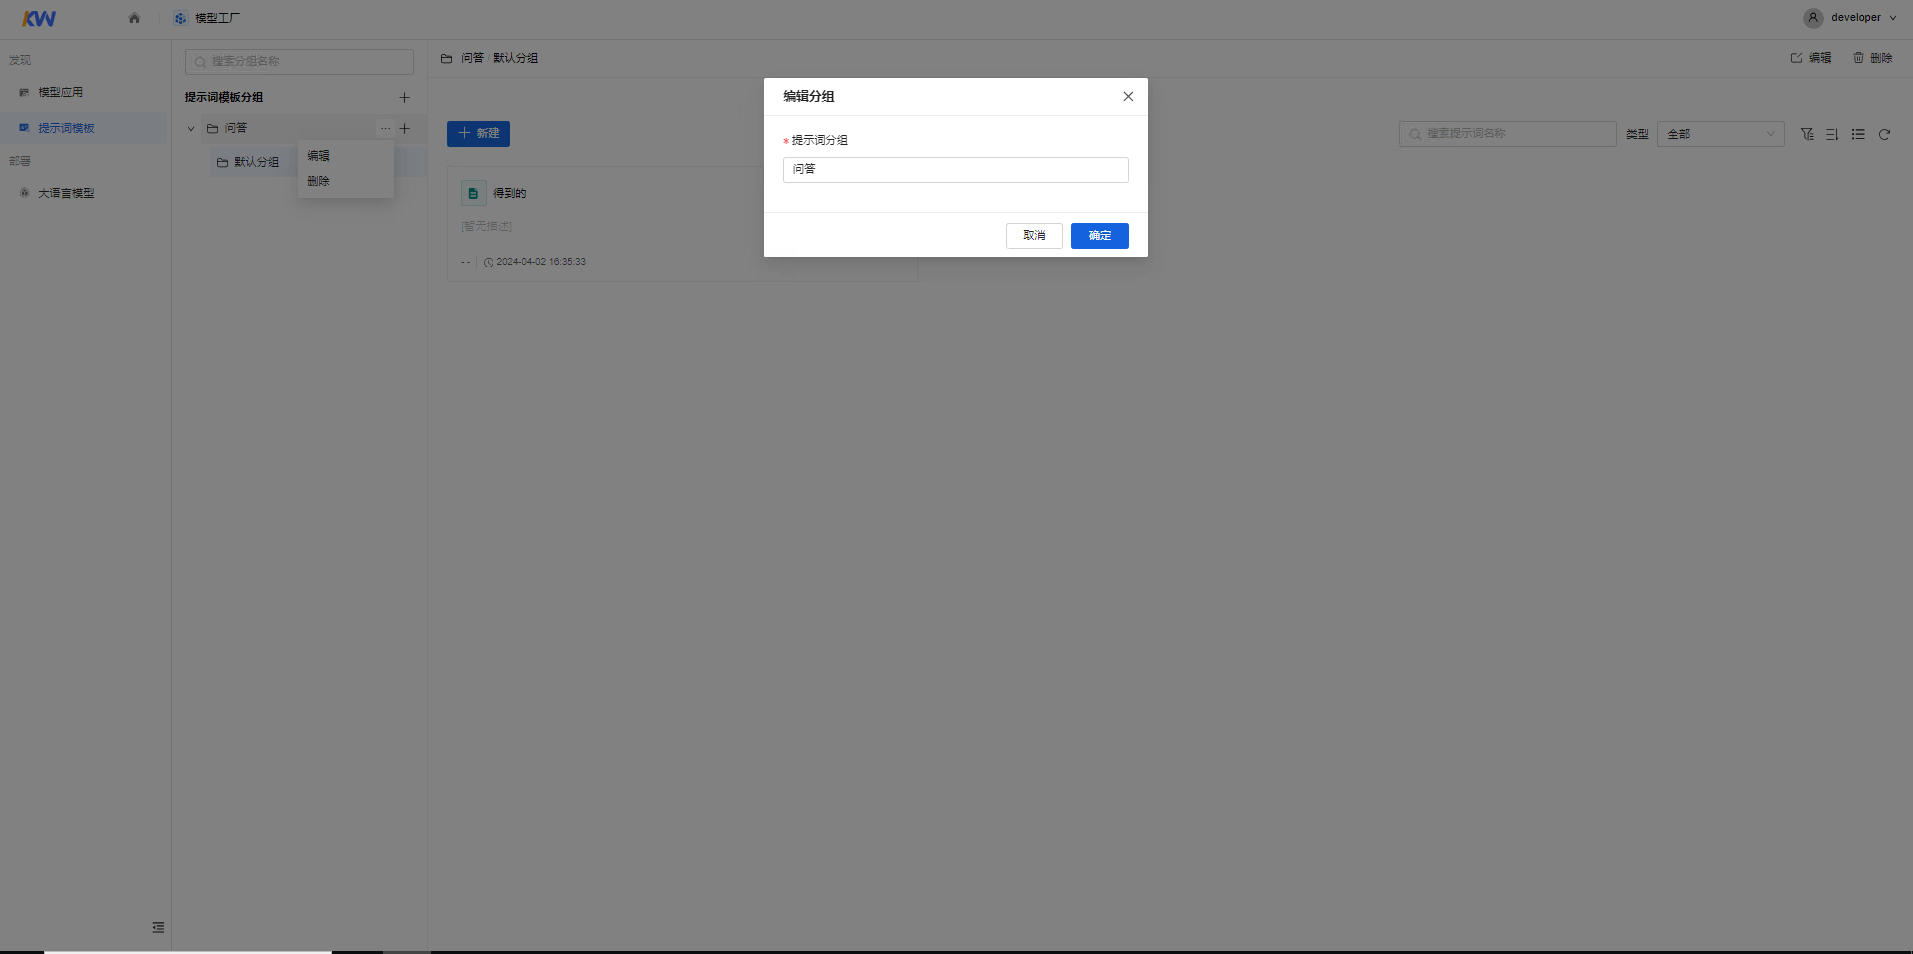 KW
模型工厂
developer
发现
模型应用
提示词模板
部署
大语言模型
搜索分组名称
提示词模板分组
问答
默认分组
编辑
删除
问答 / 默认分组
编辑
删除
新建
搜索提示词名称
类型
全部
得到的
[暂无描述]
-- 2024-04-02 16:35:33
编辑分组
*提示词分组
问答
取消
确定